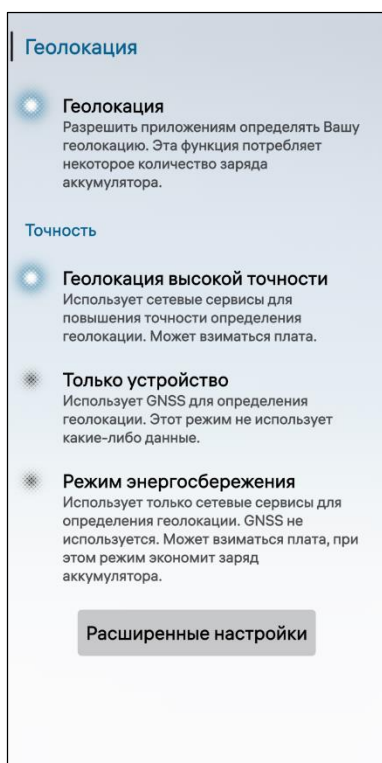 Геолокация
Геолокация
Разрешить приложениям определять Вашу
геолокацию. Эта функция потребляет
некоторое количество заряда
аккумулятора.
Точность
Геолокация высокой точности
Использует сетевые сервисы для
повышения точности определения
геолокации. Может взиматься плата.
Только устройство
Использует GNSS для определения
геолокации. Этот режим не использует
какие-либо данные.
Режим энергосбережения
Использует только сетевые сервисы для
определения геолокации. GNSS не
используется. Может взиматься плата, при
этом режим экономит заряд
аккумулятора.
Расширенные настройки